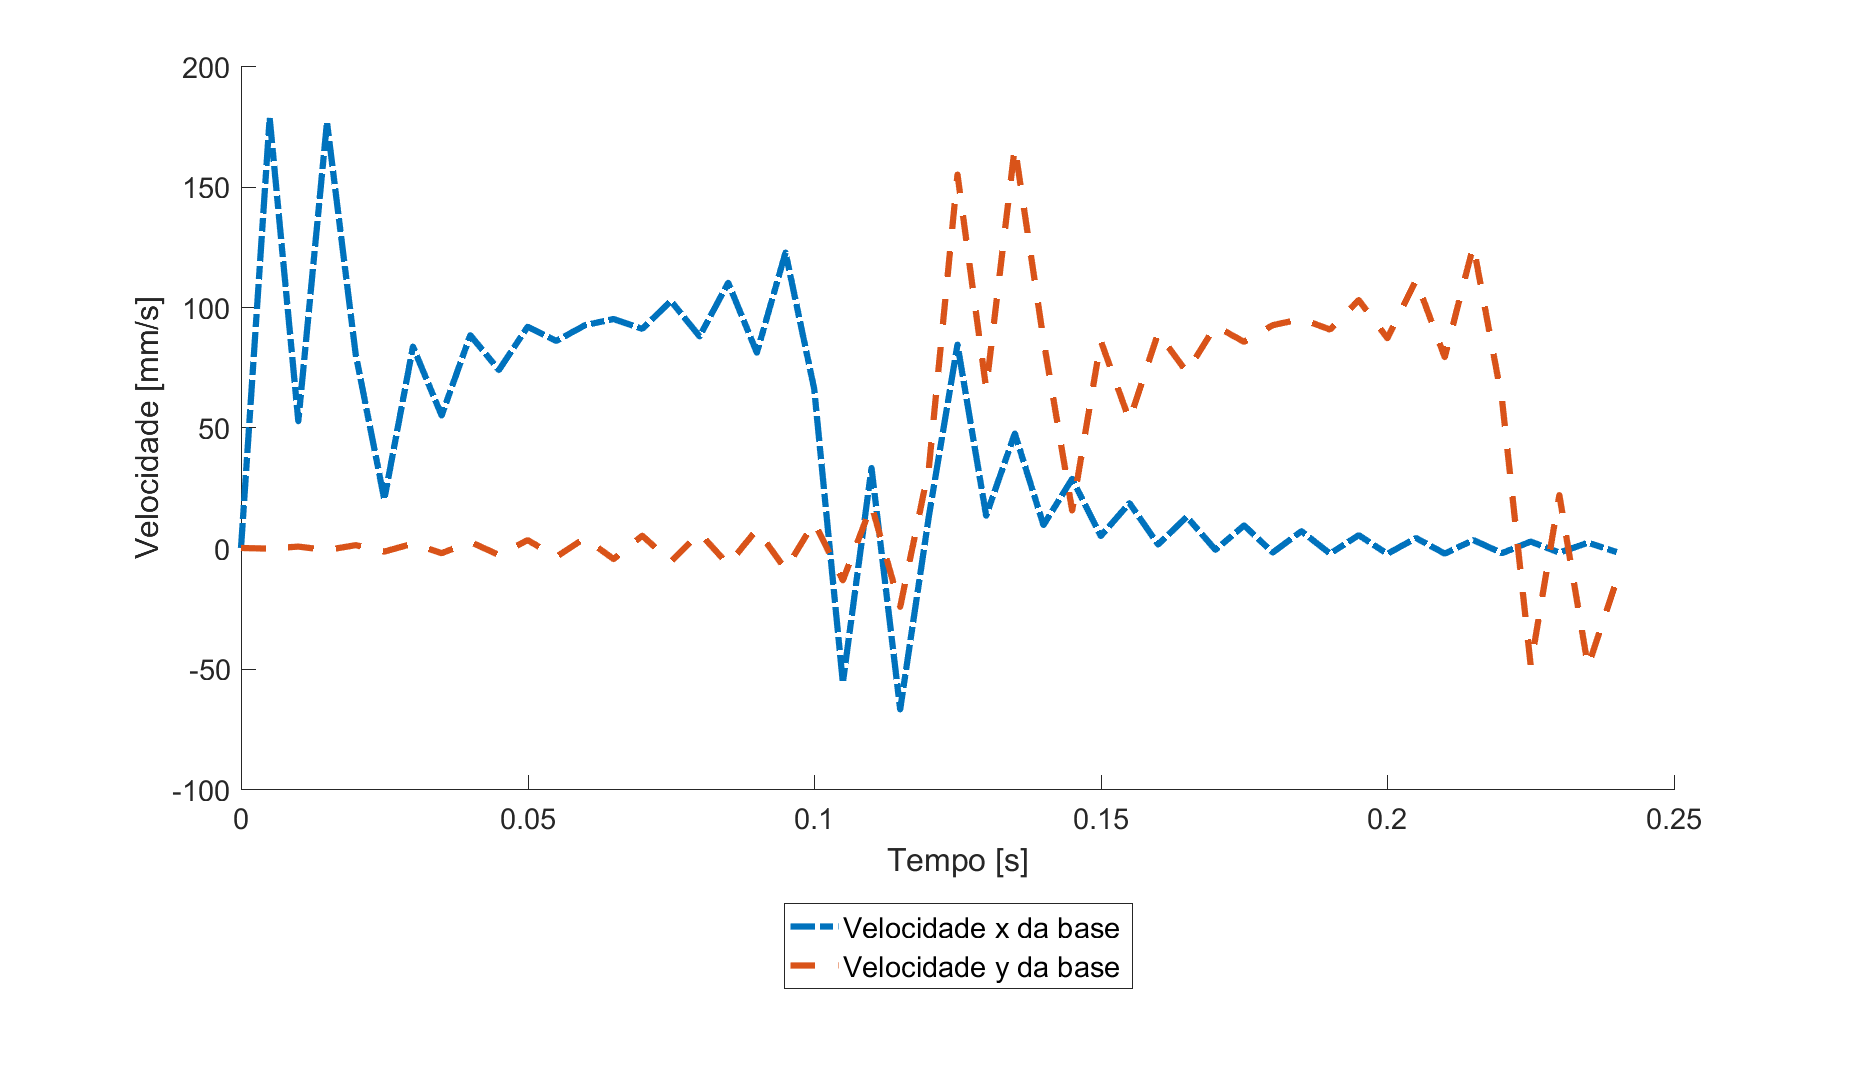 200
150
100
50
0
-50
-100
Velocidade [mm/s]
0 0.05 0.1 0.15 0.2 0.25
Tempo [s]
Velocidade x da base
Velocidade y da base